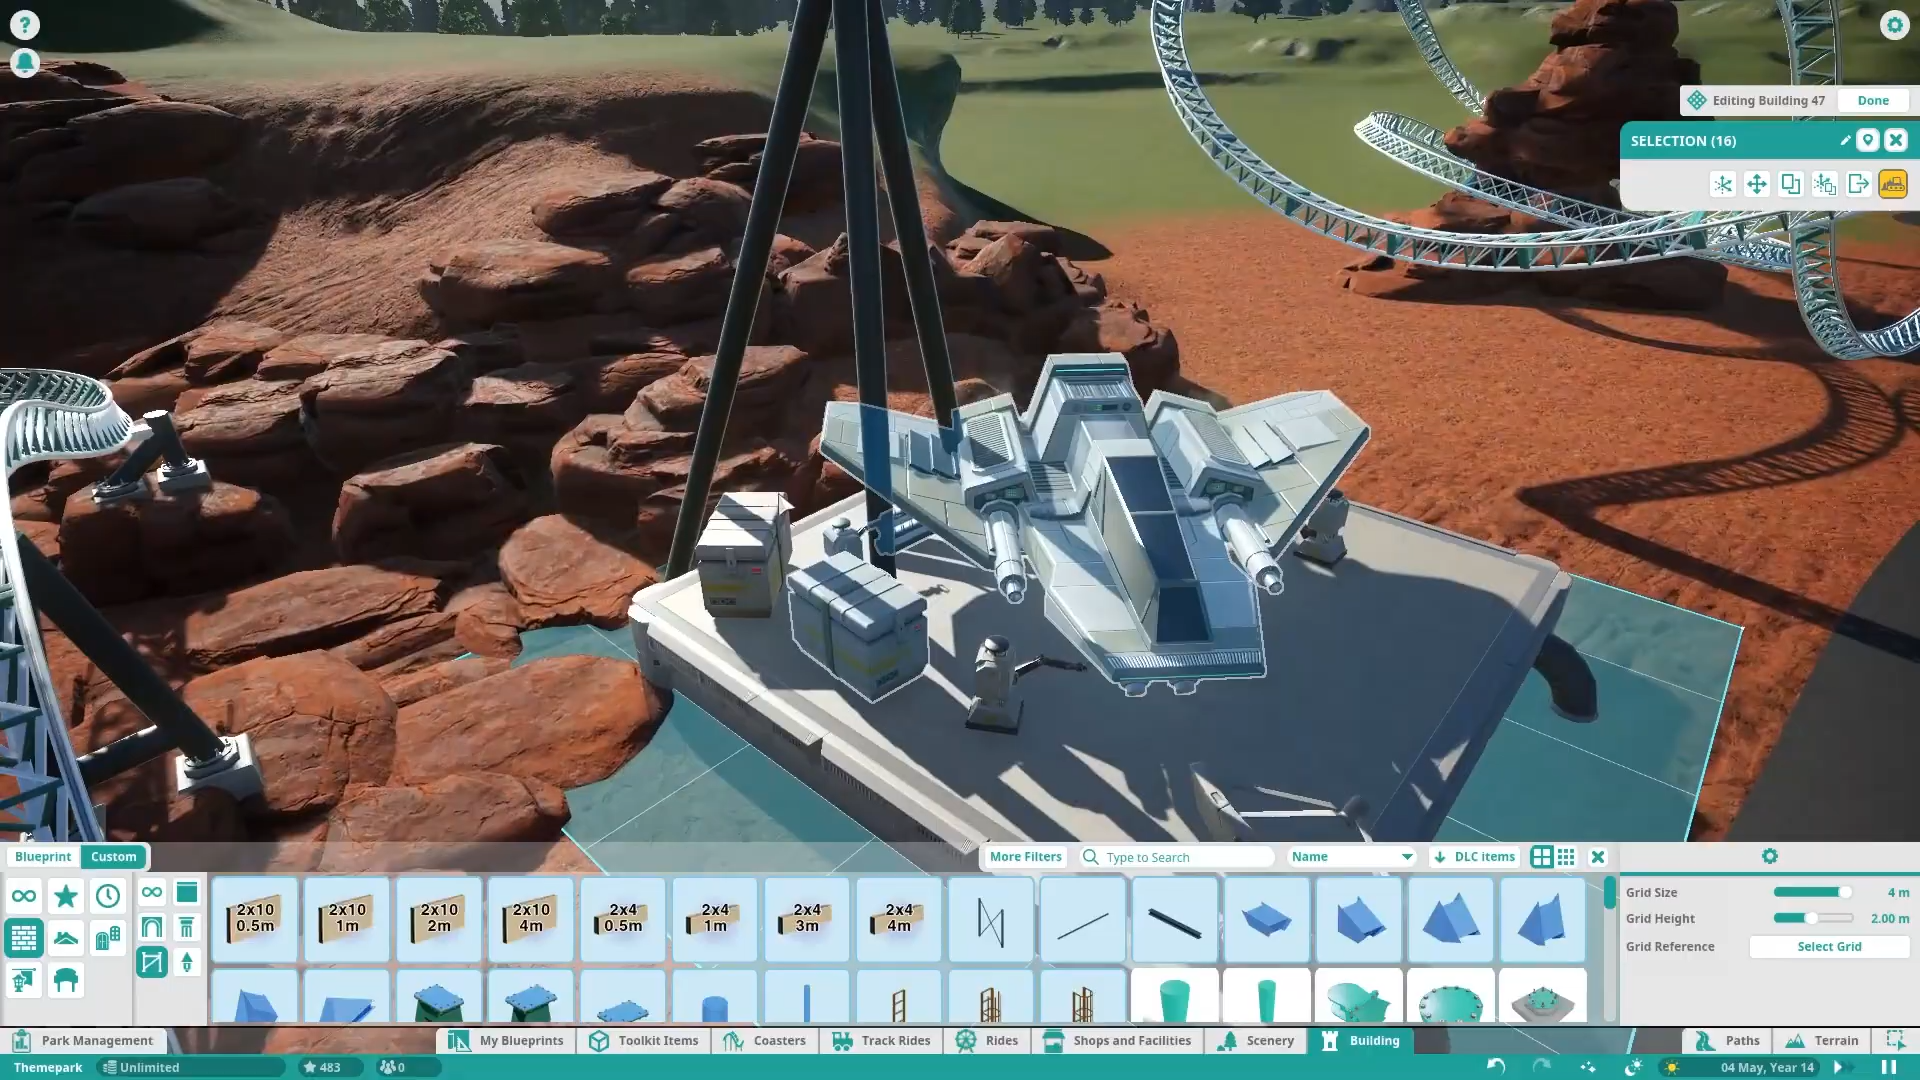 ?
Editing Building 47 Done
SELECTION (16)
Blueprint Custom
More Filters Type to Search Name DLC items
2x10 0.5m
2x10 1m
2x10 2m
2x10 4m
2x4 0.5m
2x4 1m
2x4 3m
2x4 4m
Grid Size 4 m
Grid Height 2.00 m
Grid Reference Select Grid
Park Management My Blueprints Toolkit Items Coasters Track Rides Rides Shops and Facilities Scenery Building Paths Terrain
Themepark Unlimited 483 0 04 May, Year 14